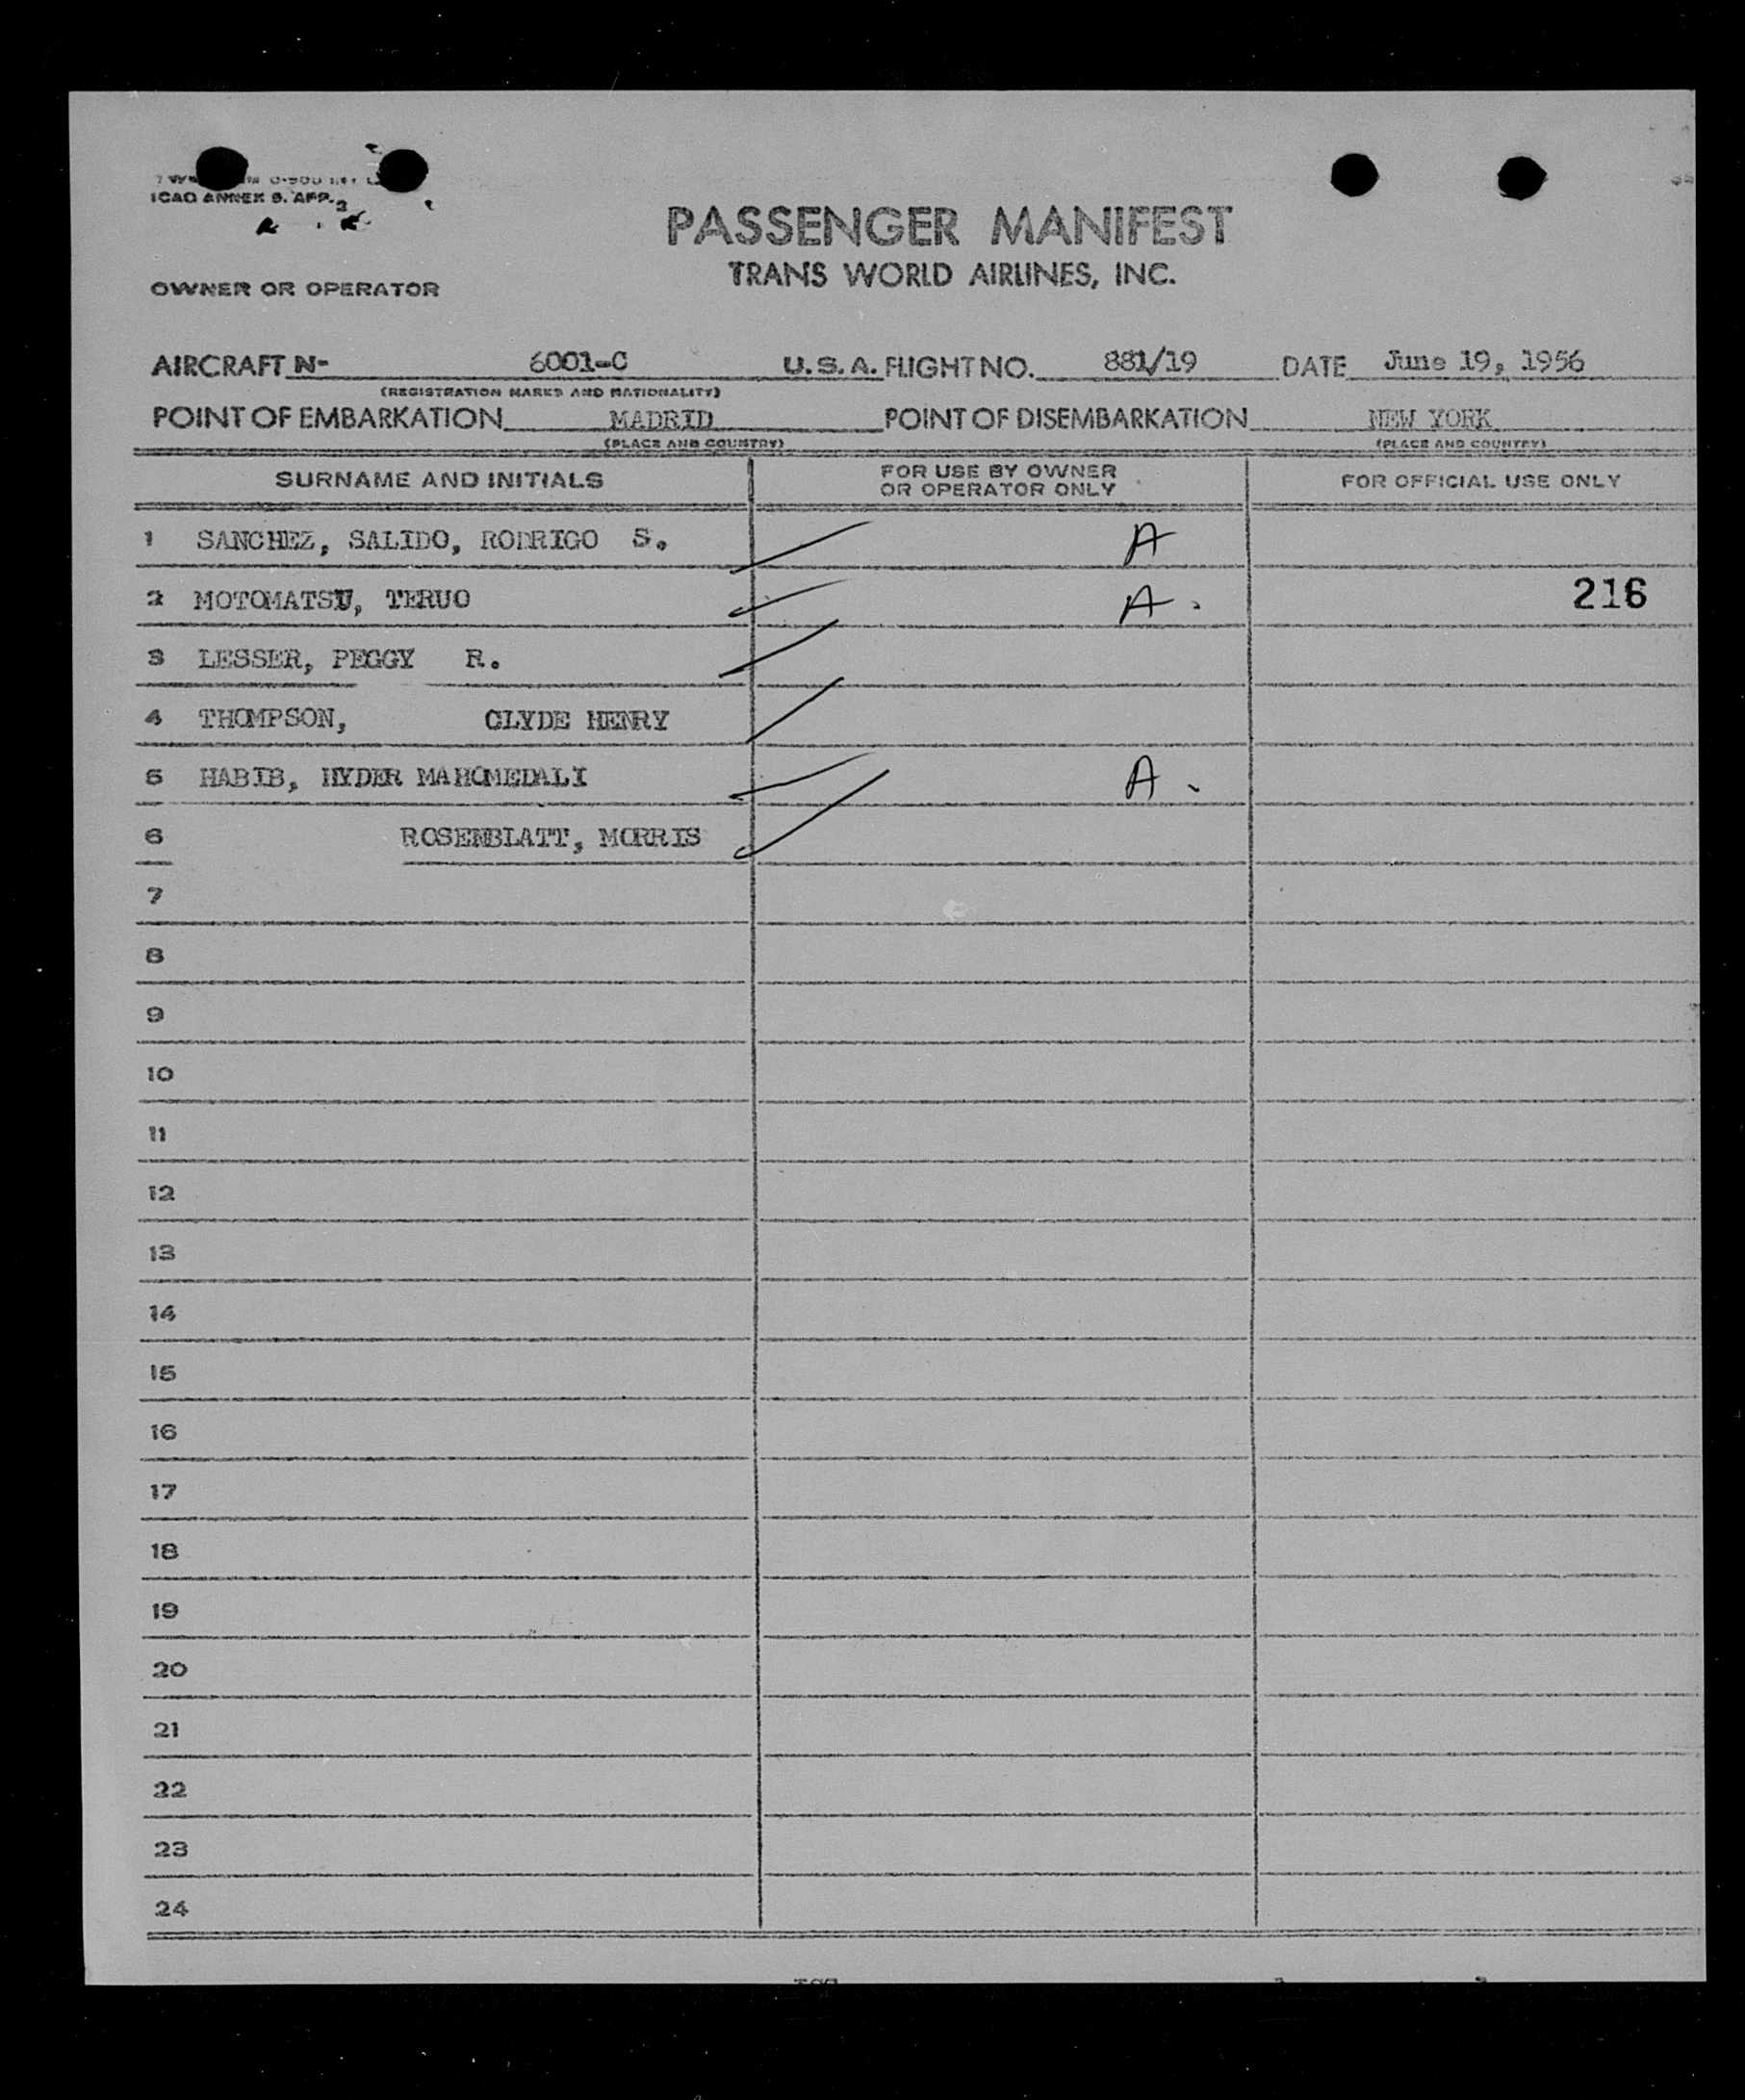 ICAO ANNEX 9. APP. 2
PASSENGER MANIFEST
TRANS WORLD AIRLINES, INC.
OWNER OR OPERATOR
AIRCRAFT N- 6001-C U.S.A. FLIGHT NO. 881/19 DATE June 19, 1956
(REGISTRATION MARKS AND NATIONALITY)
POINT OF EMBARKATION MADRID POINT OF DISEMBARKATION NEW YORK
(PLACE AND COUNTRY) (PLACE AND COUNTRY)
SURNAME AND INITIALS FOR USE BY OWNER OR OPERATOR ONLY FOR OFFICIAL USE ONLY
1 SANCHEZ, SALIDO, RODRIGO S. A
2 MOTOMATSU, TERUO A. 216
3 LESSER, PEGGY R.
4 THOMPSON, CLYDE HENRY
5 HABIB, HYDER MAHOMEDALI A.
6 ROSENBLATT, MORRIS
7
8
9
10
11
12
13
14
15
16
17
18
19
20
21
22
23
24